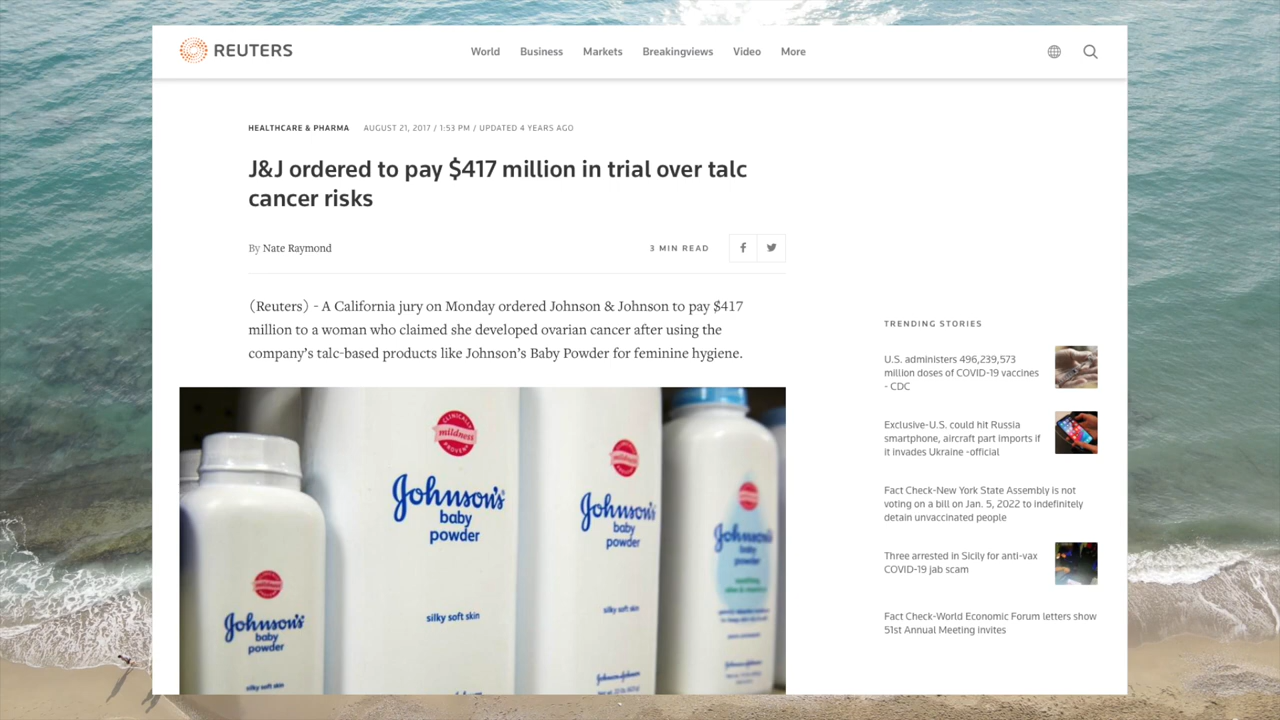 REUTERS
World Business Markets Breakingviews Video More
HEALTHCARE & PHARMA AUGUST 21, 2017 / 1:53 PM / UPDATED 4 YEARS AGO
J&J ordered to pay $417 million in trial over talc
cancer risks
By Nate Raymond
3 MIN READ
(Reuters) - A California jury on Monday ordered Johnson & Johnson to pay $417
million to a woman who claimed she developed ovarian cancer after using the
company's talc-based products like Johnson's Baby Powder for feminine hygiene.
TRENDING STORIES
U.S. administers 496,239,573
million doses of COVID-19 vaccines
- CDC
Exclusive-U.S. could hit Russia
smartphone, aircraft part imports if
it invades Ukraine -official
Fact Check-New York State Assembly is not
voting on a bill on Jan. 5, 2022 to indefinitely
detain unvaccinated people
Three arrested in Sicily for anti-vax
COVID-19 jab scam
Fact Check-World Economic Forum letters show
51st Annual Meeting invites
Johnson's
baby
powder
silky soft skin
CLINICALLY
mildness
PROVEN
Johnson's
baby
powder
silky soft skin
Johnson's
baby
powder
silky soft skin
Johnson's
baby
powder